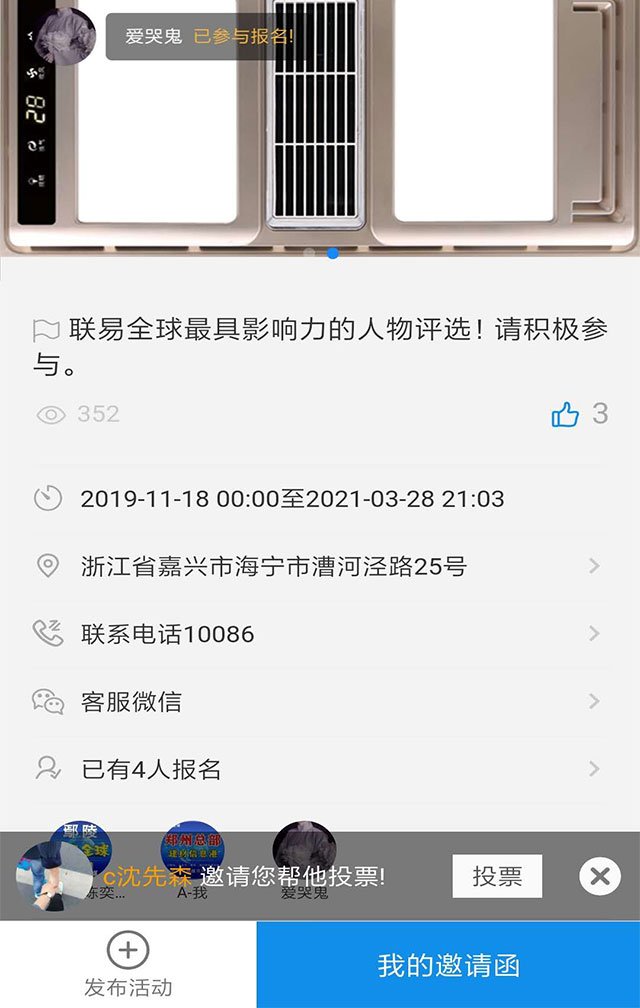 爱哭鬼 已参与报名!
28
联易全球最具影响力的人物评选！请积极参
与。
352
3
2019-11-18 00:00至2021-03-28 21:03
浙江省嘉兴市海宁市漕河泾路25号
联系电话10086
客服微信
已有4人报名
鄢陵
全球
郑州总部
c沈先森 邀请您帮他投票!
投票
陈奕...
A-我
爱哭鬼
发布活动
我的邀请函